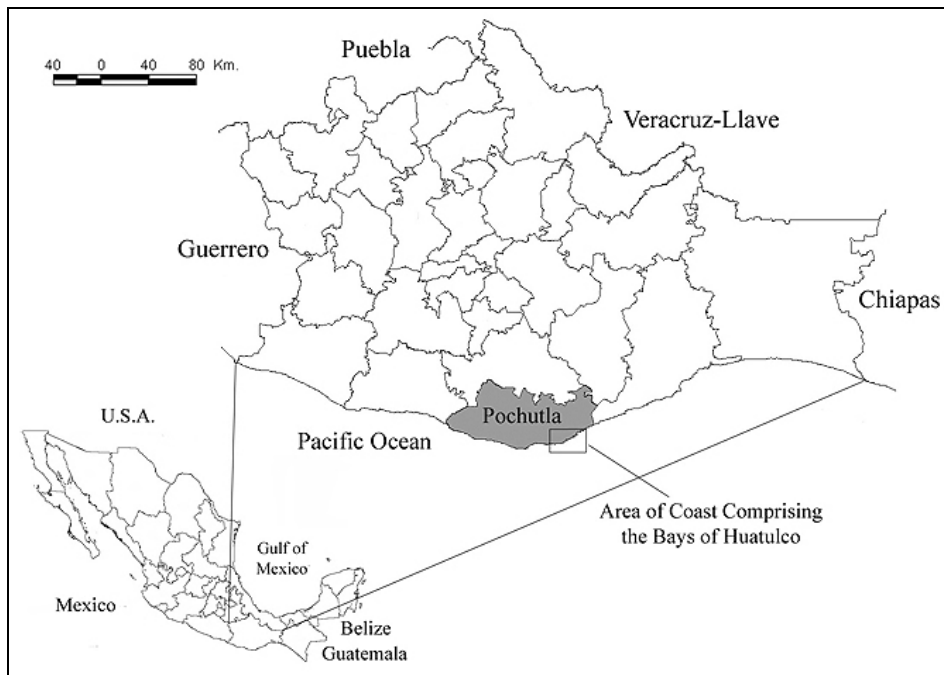 Puebla
40 0 40 80 Km.
Veracruz-Llave
Guerrero
Chiapas
Pochutla
U.S.A.
Pacific Ocean
Area of Coast Comprising
the Bays of Huatulco
Gulf of
Mexico
Mexico
Belize
Guatemala